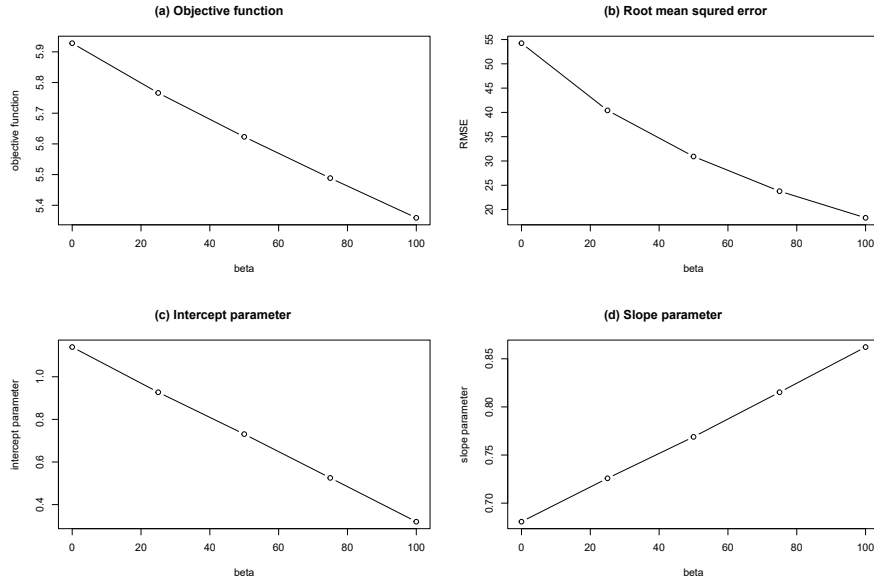 (a) Objective function
objective function
5.4 5.5 5.6 5.7 5.8 5.9
0 20 40 60 80 100
beta
(b) Root mean squred error
RMSE
20 25 30 35 40 45 50 55
0 20 40 60 80 100
beta
(c) Intercept parameter
intercept parameter
0.4 0.6 0.8 1.0
0 20 40 60 80 100
beta
(d) Slope parameter
slope parameter
0.70 0.75 0.80 0.85
0 20 40 60 80 100
beta